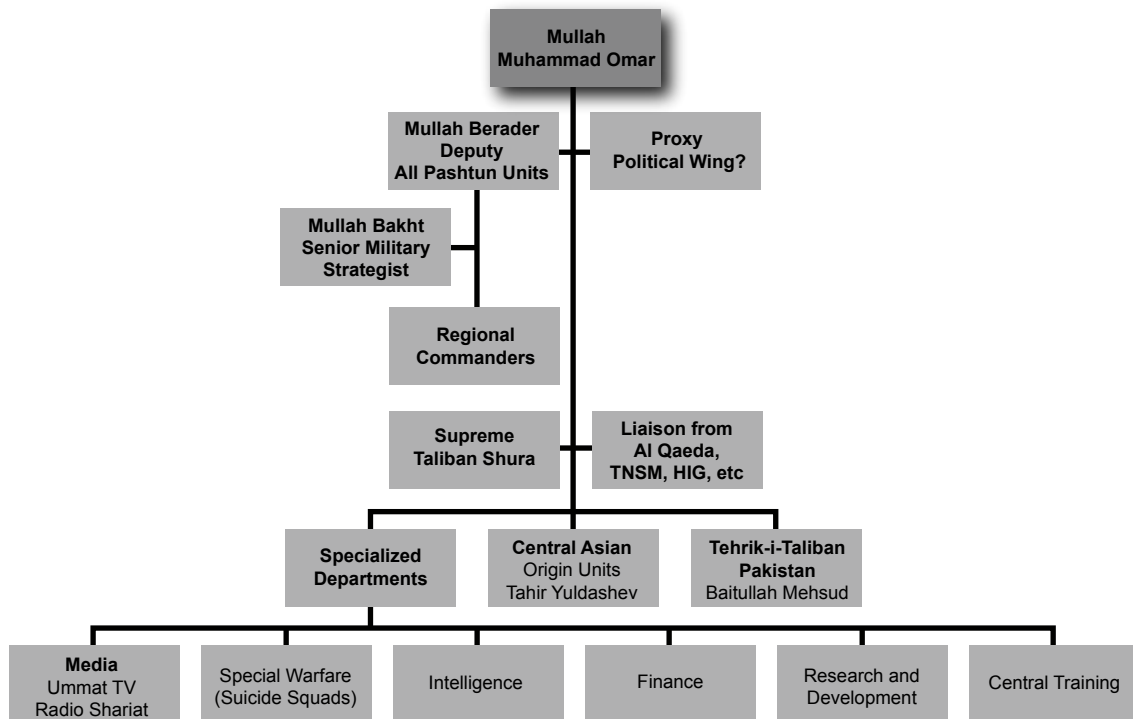 Mullah
Muhammad Omar
Mullah Berader
Deputy
All Pashtun Units
Proxy
Political Wing?
Mullah Bakht
Senior Military
Strategist
Regional
Commanders
Supreme
Taliban Shura
Liaison from
Al Qaeda,
TNSM, HIG, etc
Specialized
Departments
Central Asian
Origin Units
Tahir Yuldashev
Tehrik-i-Taliban
Pakistan
Baitullah Mehsud
Media
Ummat TV
Radio Shariat
Special Warfare
(Suicide Squads)
Intelligence
Finance
Research and
Development
Central Training